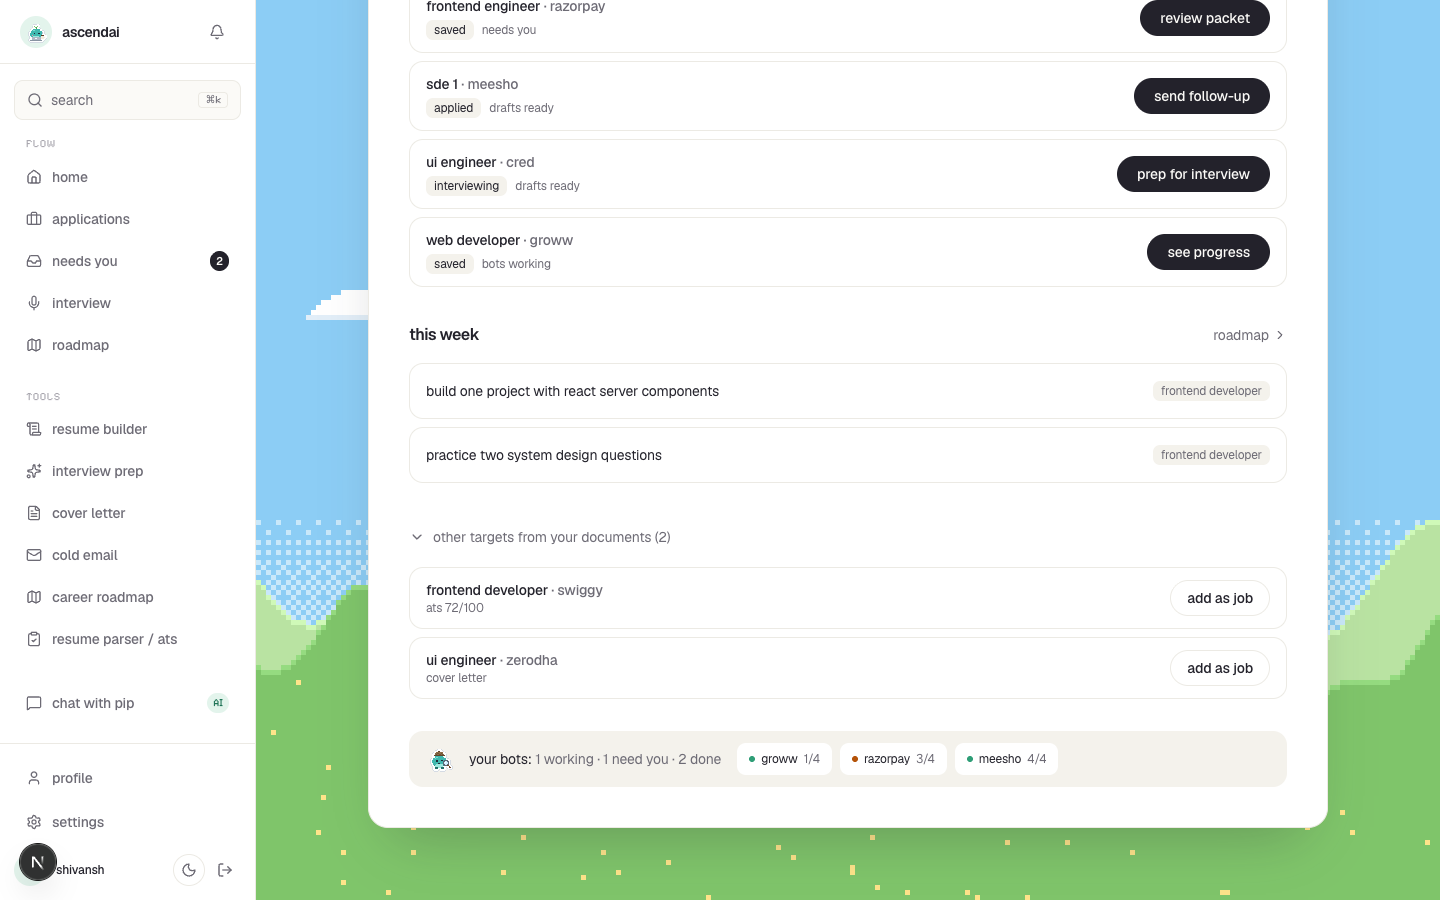 ascendai
search
⌘k
FLOW
home
applications
needs you
2
interview
roadmap
TOOLS
resume builder
interview prep
cover letter
cold email
career roadmap
resume parser / ats
chat with pip
AI
profile
settings
N
shivansh
frontend engineer · razorpay
saved needs you
review packet
sde 1 · meesho
applied drafts ready
send follow-up
ui engineer · cred
interviewing drafts ready
prep for interview
web developer · groww
saved bots working
see progress
this week
roadmap
build one project with react server components
frontend developer
practice two system design questions
frontend developer
other targets from your documents (2)
frontend developer · swiggy
ats 72/100
add as job
ui engineer · zerodha
cover letter
add as job
your bots: 1 working · 1 need you · 2 done
groww 1/4
razorpay 3/4
meesho 4/4